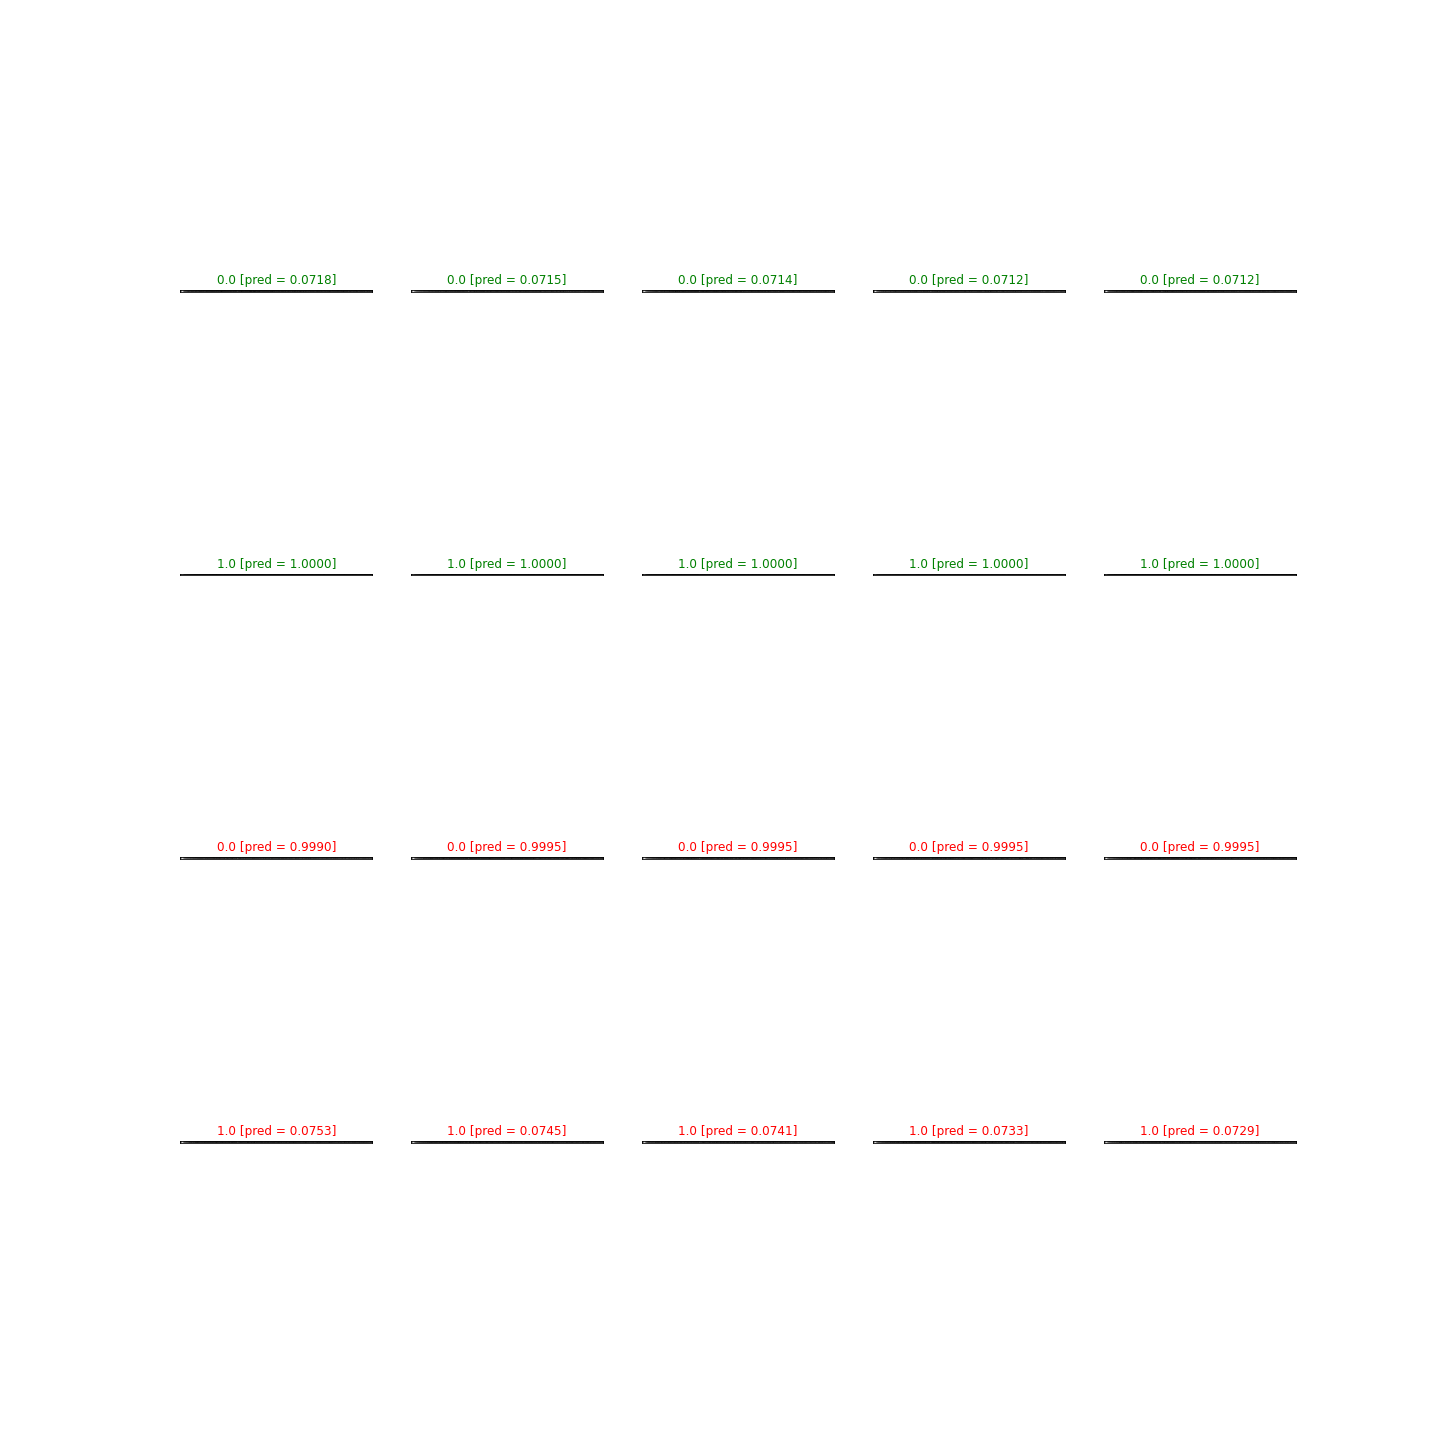 0.0 [pred = 0.0718] 0.0 [pred = 0.0715] 0.0 [pred = 0.0714] 0.0 [pred = 0.0712] 0.0 [pred = 0.0712]
1.0 [pred = 1.0000] 1.0 [pred = 1.0000] 1.0 [pred = 1.0000] 1.0 [pred = 1.0000] 1.0 [pred = 1.0000]
0.0 [pred = 0.9990] 0.0 [pred = 0.9995] 0.0 [pred = 0.9995] 0.0 [pred = 0.9995] 0.0 [pred = 0.9995]
1.0 [pred = 0.0753] 1.0 [pred = 0.0745] 1.0 [pred = 0.0741] 1.0 [pred = 0.0733] 1.0 [pred = 0.0729]